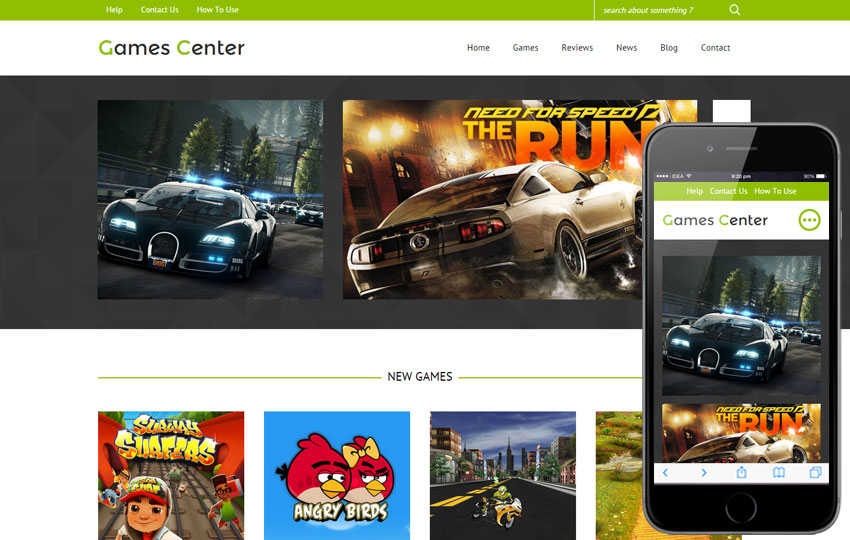 Help Contact Us How To Use search about something ?
Games Center Home Games Reviews News Blog Contact
NEED FOR SPEED
THE RUN
NEW GAMES
SUBWAY
SURFERS
ANGRY BIRDS
IDEA 9:20 pm 90%
Help Contact Us How To Use
Games Center
NEED FOR SPEED
THE RUN